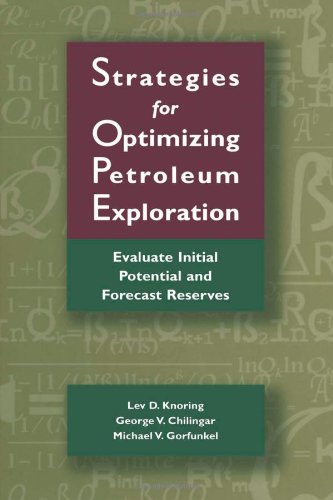 Strategies
for
Optimizing
Petroleum
Exploration
Evaluate Initial
Potential and
Forecast Reserves
Lev D. Knoring
George V. Chilingar
Michael V. Gorfunkel